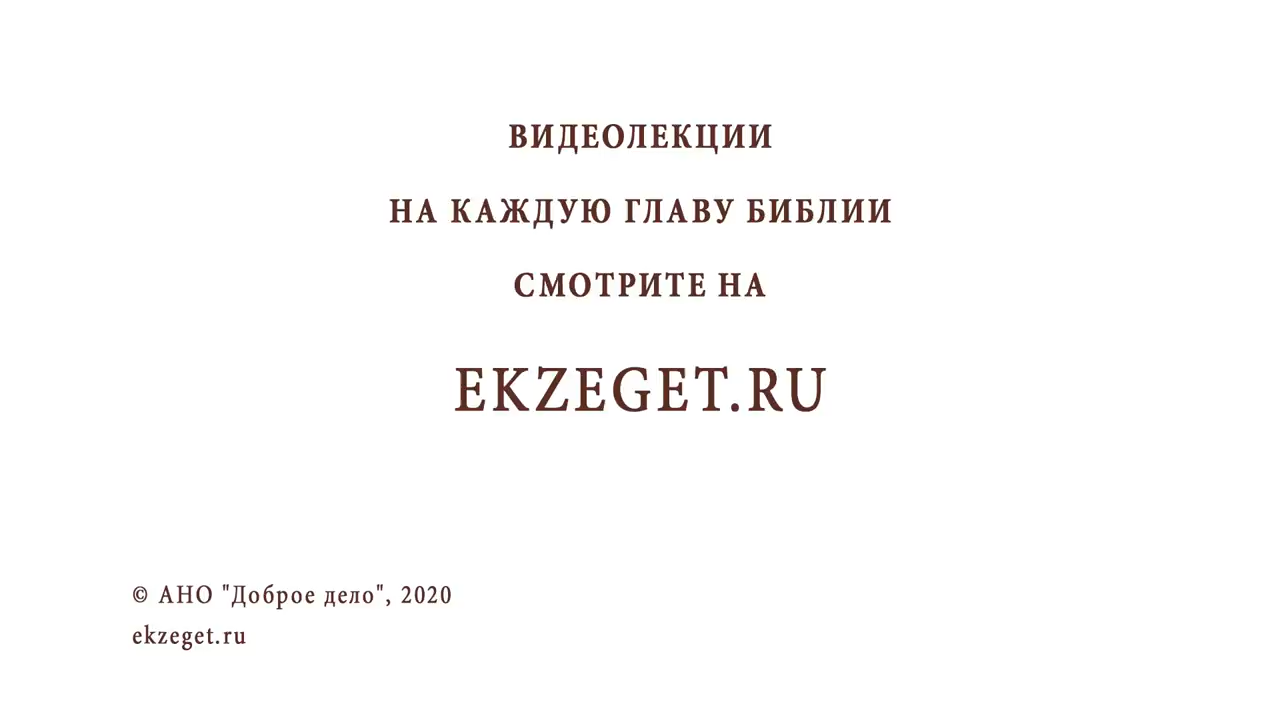 ВИДЕОЛЕКЦИИ
НА КАЖДУЮ ГЛАВУ БИБЛИИ
СМОТРИТЕ НА
EKZEGET.RU
© АНО "Доброе дело", 2020
ekzeget.ru